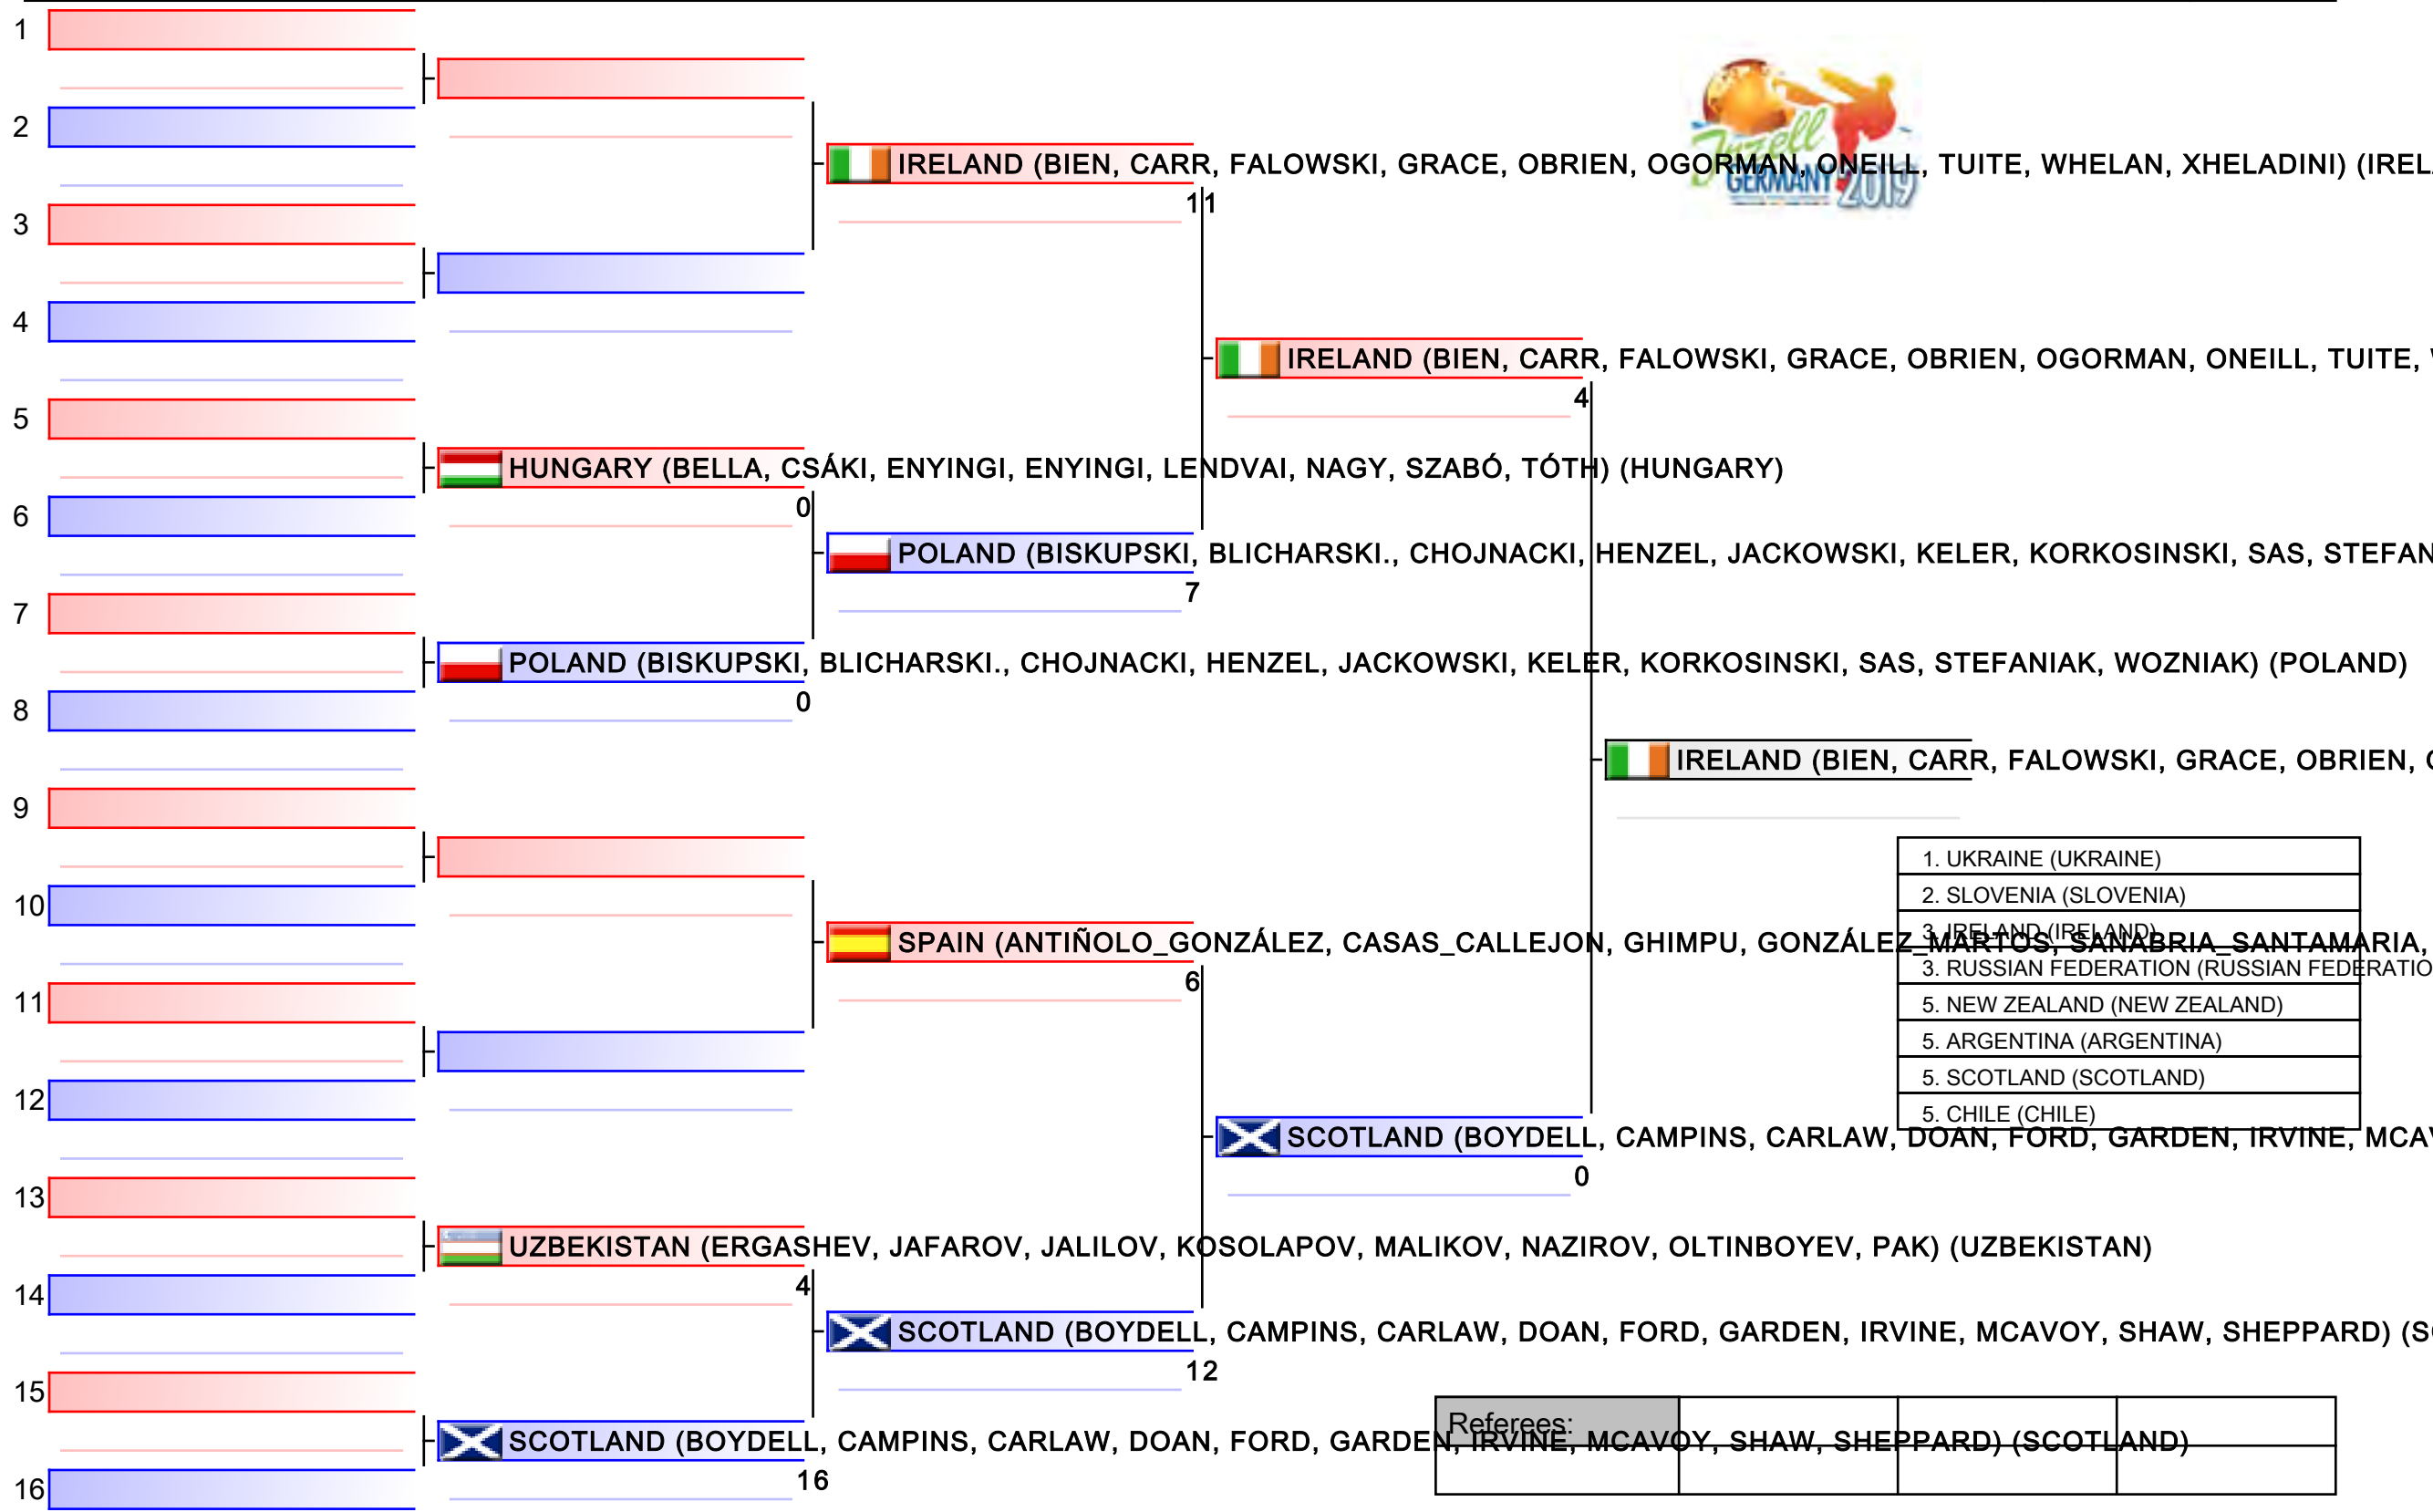 1
2
IRELAND (BIEN, CARR, FALOWSKI, GRACE, OBRIEN, OGORMAN, ONEILL, TUITE, WHELAN, XHELADINI) (IREL
Inzell
GERMANY 2019
11
3
4
IRELAND (BIEN, CARR, FALOWSKI, GRACE, OBRIEN, OGORMAN, ONEILL, TUITE,
4
5
HUNGARY (BELLA, CSÁKI, ENYINGI, ENYINGI, LENDVAI, NAGY, SZABÓ, TÓTH) (HUNGARY)
0
6
POLAND (BISKUPSKI, BLICHARSKI., CHOJNACKI, HENZEL, JACKOWSKI, KELER, KORKOSINSKI, SAS, STEFAN
7
7
POLAND (BISKUPSKI, BLICHARSKI., CHOJNACKI, HENZEL, JACKOWSKI, KELER, KORKOSINSKI, SAS, STEFANIAK, WOZNIAK) (POLAND)
0
8
IRELAND (BIEN, CARR, FALOWSKI, GRACE, OBRIEN,
9
1. UKRAINE (UKRAINE)
2. SLOVENIA (SLOVENIA)
3. IRELAND (IRELAND)
3. RUSSIAN FEDERATION (RUSSIAN FEDERATIO
5. NEW ZEALAND (NEW ZEALAND)
5. ARGENTINA (ARGENTINA)
5. SCOTLAND (SCOTLAND)
5. CHILE (CHILE)
10
SPAIN (ANTIÑOLO_GONZÁLEZ, CASAS_CALLEJON, GHIMPU, GONZÁLEZ_MARTOS, SANABRIA_SANTAMARIA,
6
11
12
SCOTLAND (BOYDELL, CAMPINS, CARLAW, DOAN, FORD, GARDEN, IRVINE, MCAV
0
13
UZBEKISTAN (ERGASHEV, JAFAROV, JALILOV, KOSOLAPOV, MALIKOV, NAZIROV, OLTINBOYEV, PAK) (UZBEKISTAN)
4
14
SCOTLAND (BOYDELL, CAMPINS, CARLAW, DOAN, FORD, GARDEN, IRVINE, MCAVOY, SHAW, SHEPPARD) (S
12
15
Referees:
SCOTLAND (BOYDELL, CAMPINS, CARLAW, DOAN, FORD, GARDEN, IRVINE, MCAVOY, SHAW, SHEPPARD) (SCOTLAND)
16
16